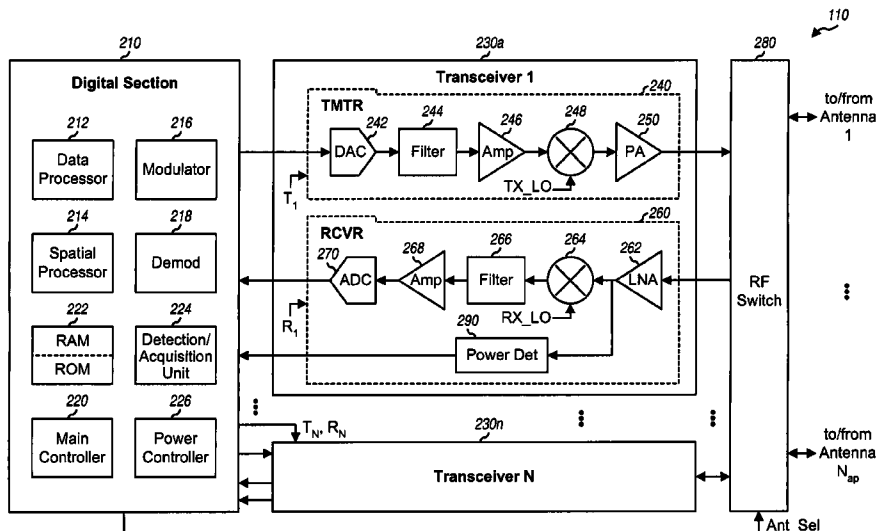 110
210
230a
280
Digital Section
Transceiver 1
240
TMTR
242
244
246
248
250
DAC
Filter
Amp
PA
TX_LO
T1
to/from
Antenna
1
212
216
Data
Processor
Modulator
214
218
Spatial
Processor
Demod
260
RCVR
270
268
266
264
262
ADC
Amp
Filter
LNA
RX_LO
R1
RF
Switch
290
Power Det
222
224
RAM
ROM
Detection/
Acquisition
Unit
220
226
Main
Controller
Power
Controller
TN, RN
230n
Transceiver N
to/from
Antenna
Nap
Ant_Sel